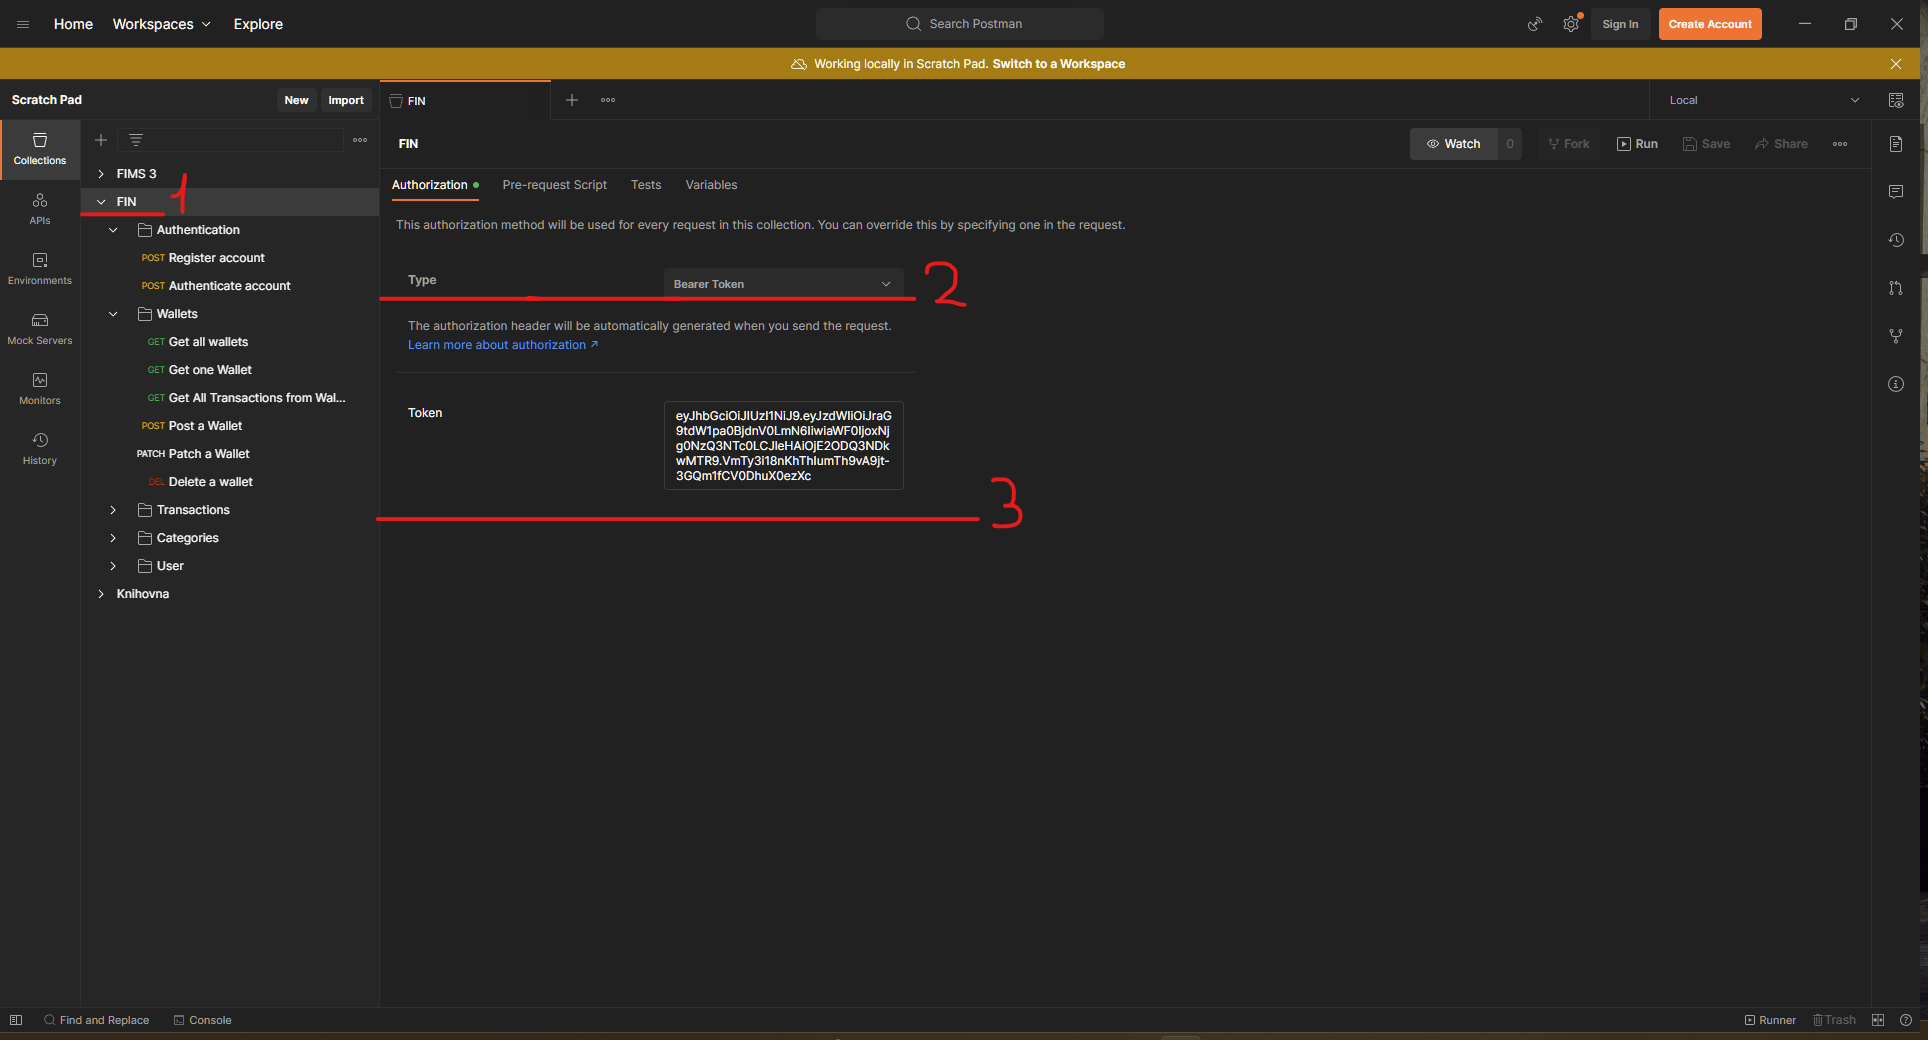 Home Workspaces Explore Search Postman Sign In Create Account
Working locally in Scratch Pad. Switch to a Workspace
Scratch Pad New Import
FIN
Local
Collections
APIs
Environments
Mock Servers
Monitors
History
FIMS 3
FIN 1
Authentication
POST Register account
POST Authenticate account
Wallets
GET Get all wallets
GET Get one Wallet
GET Get All Transactions from Wal...
POST Post a Wallet
PATCH Patch a Wallet
DEL Delete a wallet
Transactions
Categories
User
Knihovna
FIN
Watch 0 Fork Run Save Share
Authorization Pre-request Script Tests Variables
This authorization method will be used for every request in this collection. You can override this by specifying one in the request.
Type Bearer Token 2
The authorization header will be automatically generated when you send the request.
Learn more about authorization ↗
Token
eyJhbGciOiJIUzI1NiJ9.eyJzdWIiOiJraG
9tdW1pa0BjdnV0LmN6IiwiaWF0IjoxNj
g0NzQ3NTc0LCJleHAiOjE2ODQ3NDk
wMTR9.VmTy3i18nKhThIumTh9vA9jt-
3GQm1fCV0DhuX0ezXc
3
Find and Replace Console Runner Trash